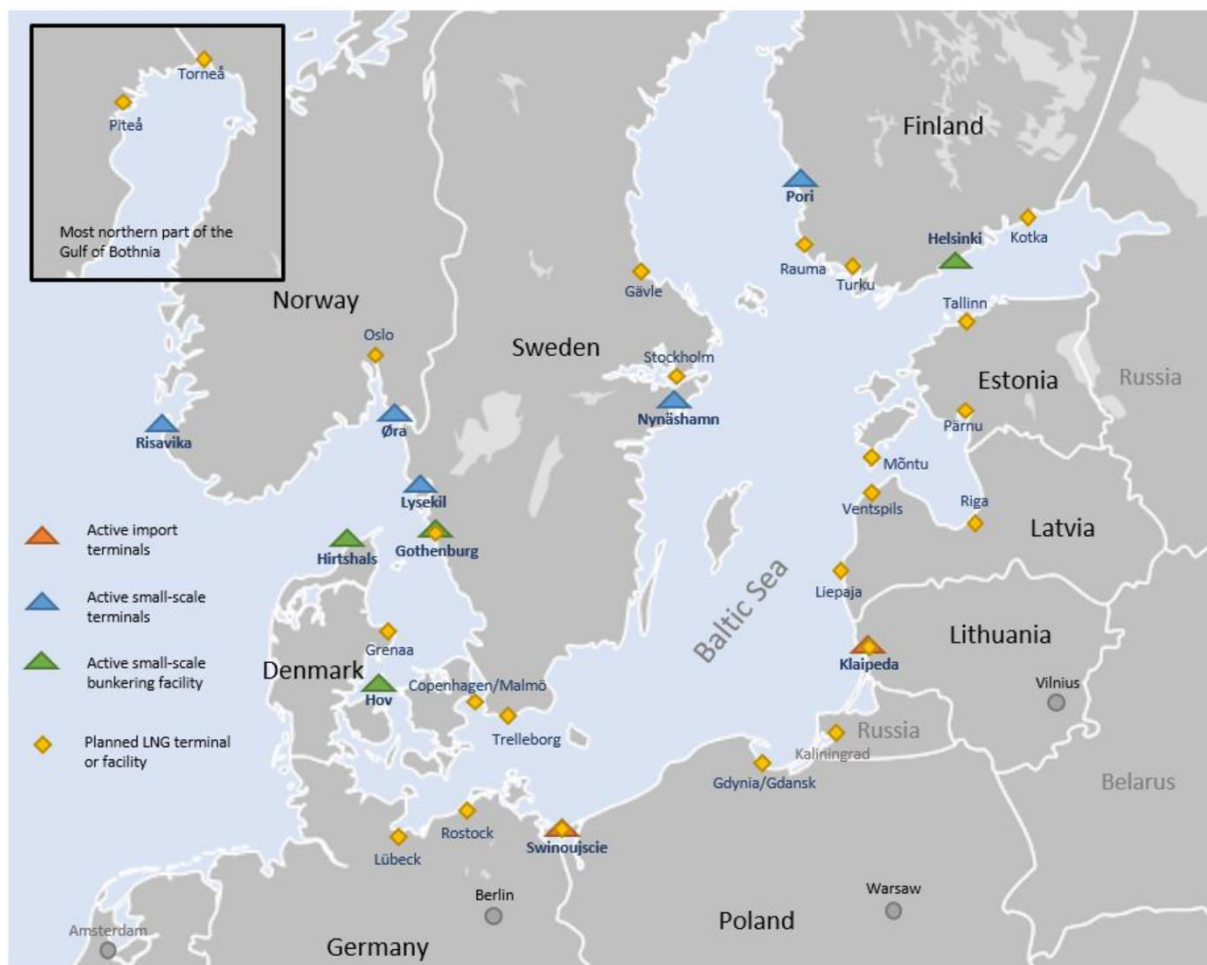 Torneå
Piteå
Most northern part of the
Gulf of Bothnia
Finland
Pori
Helsinki
Kotka
Rauma
Turku
Gävle
Norway
Tallinn
Oslo
Sweden
Stockholm
Estonia
Russia
Nynäshamn
Øra
Risavika
Pärnu
Mõntu
Lysekil
Ventspils
Riga
Latvia
Active import
terminals
Hirtshals
Gothenburg
Baltic Sea
Liepaja
Active small-scale
terminals
Grenaa
Lithuania
Klaipeda
Active small-scale
bunkering facility
Denmark
Hov
Copenhagen/Malmö
Vilnius
Trelleborg
Russia
Kaliningrad
Planned LNG terminal
or facility
Gdynia/Gdansk
Belarus
Rostock
Lübeck
Swinoujscie
Berlin
Warsaw
Poland
Amsterdam
Germany